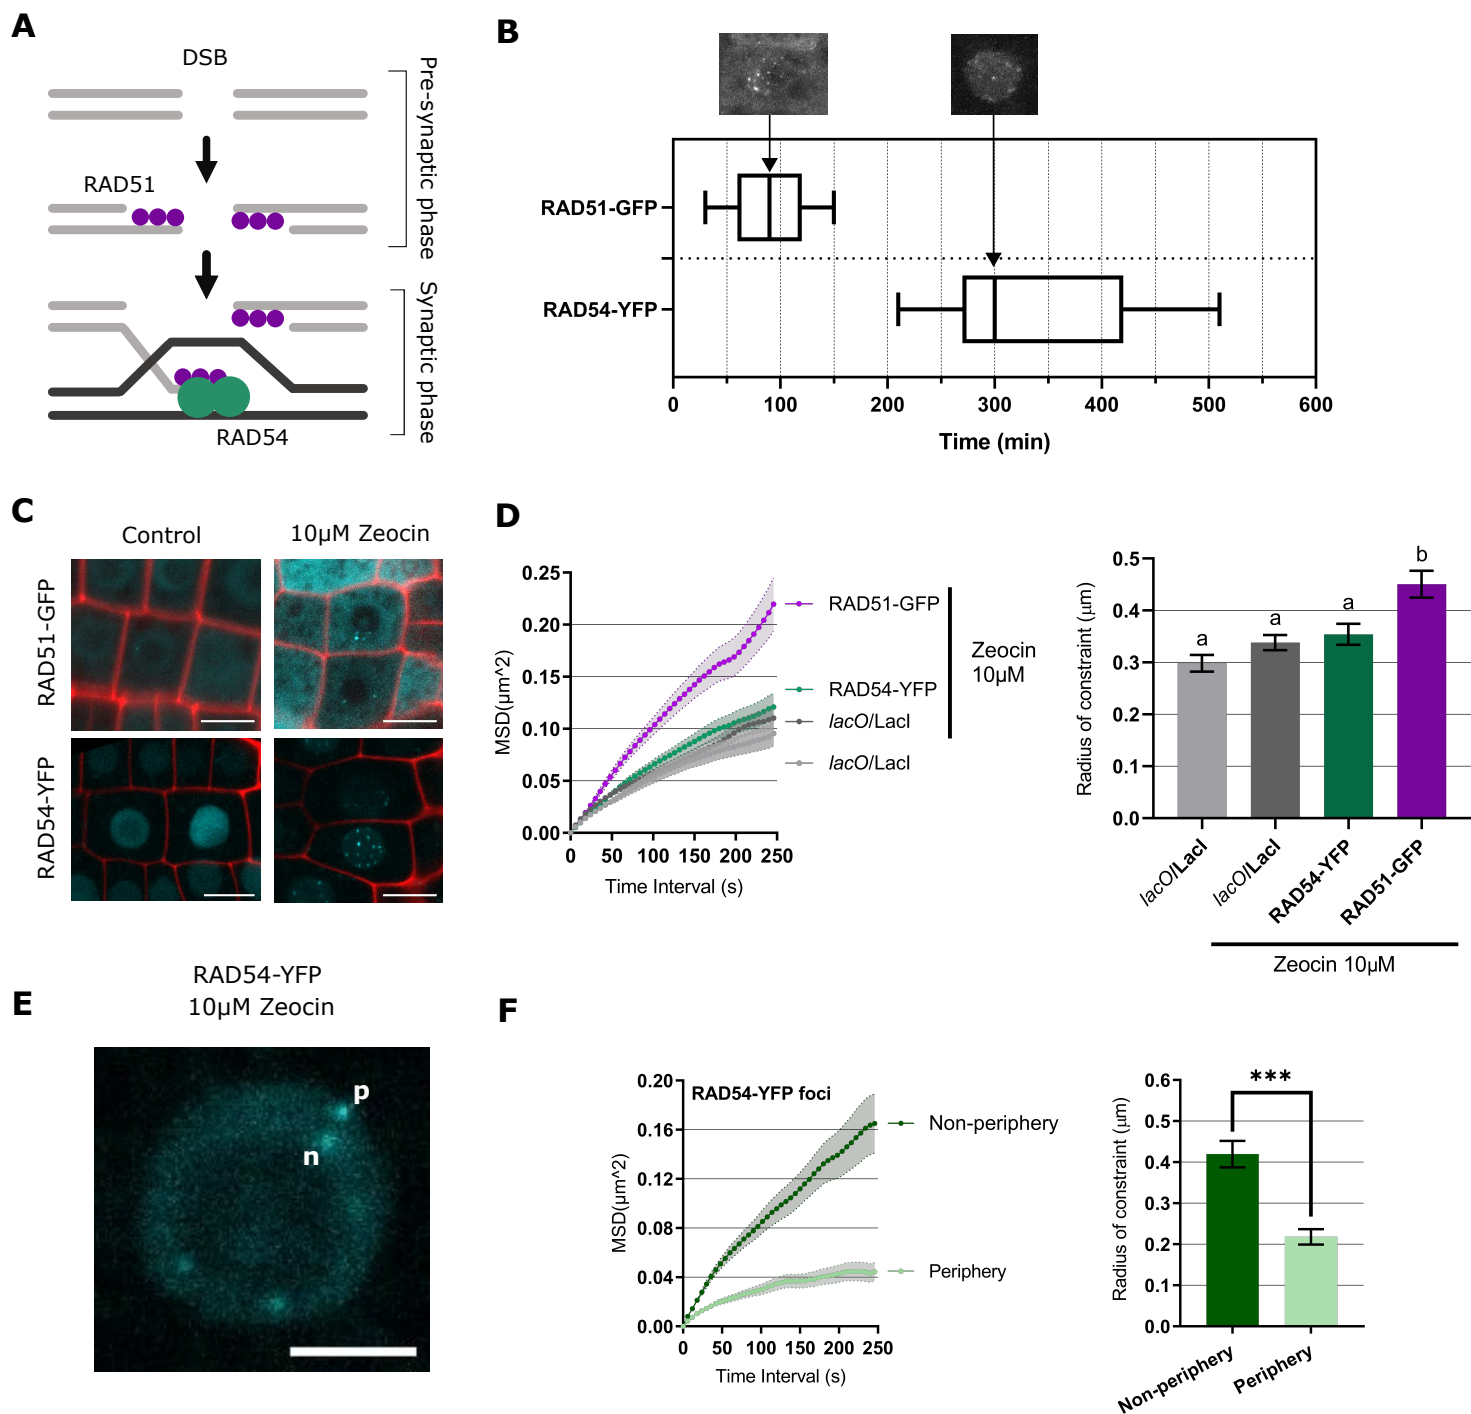 A
DSB
RAD51
RAD54
Pre-synaptic phase
Synaptic phase
B
RAD51-GFP
RAD54-YFP
0 100 200 300 400 500 600
Time (min)
C
Control
10µM Zeocin
RAD51-GFP
RAD54-YFP
D
MSD(µm^2)
0.25
0.20
0.15
0.10
0.05
0.00
0 50 100 150 200 250
Time Interval (s)
RAD51-GFP
RAD54-YFP
lacO/LacI
lacO/LacI
Zeocin
10µM
Radius of constraint (µm)
0.5
0.4
0.3
0.2
0.1
0.0
a
a
a
b
lacO/LacI
lacO/LacI
RAD54-YFP
RAD51-GFP
Zeocin 10µM
E
RAD54-YFP
10µM Zeocin
p
n
F
MSD(µm^2)
0.20
0.16
0.12
0.08
0.04
0.00
RAD54-YFP foci
0 50 100 150 200 250
Time Interval (s)
Non-periphery
Periphery
Radius of constraint (µm)
0.6
0.5
0.4
0.3
0.2
0.1
0.0
***
Non-periphery
Periphery